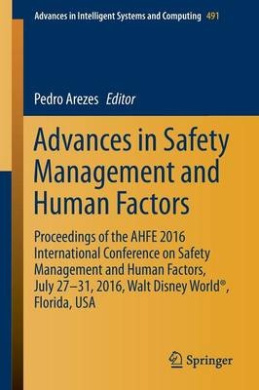 Advances in Intelligent Systems and Computing 491
Pedro Arezes Editor
Advances in Safety
Management and
Human Factors
Proceedings of the AHFE 2016
International Conference on Safety
Management and Human Factors,
July 27–31, 2016, Walt Disney World®,
Florida, USA
Springer